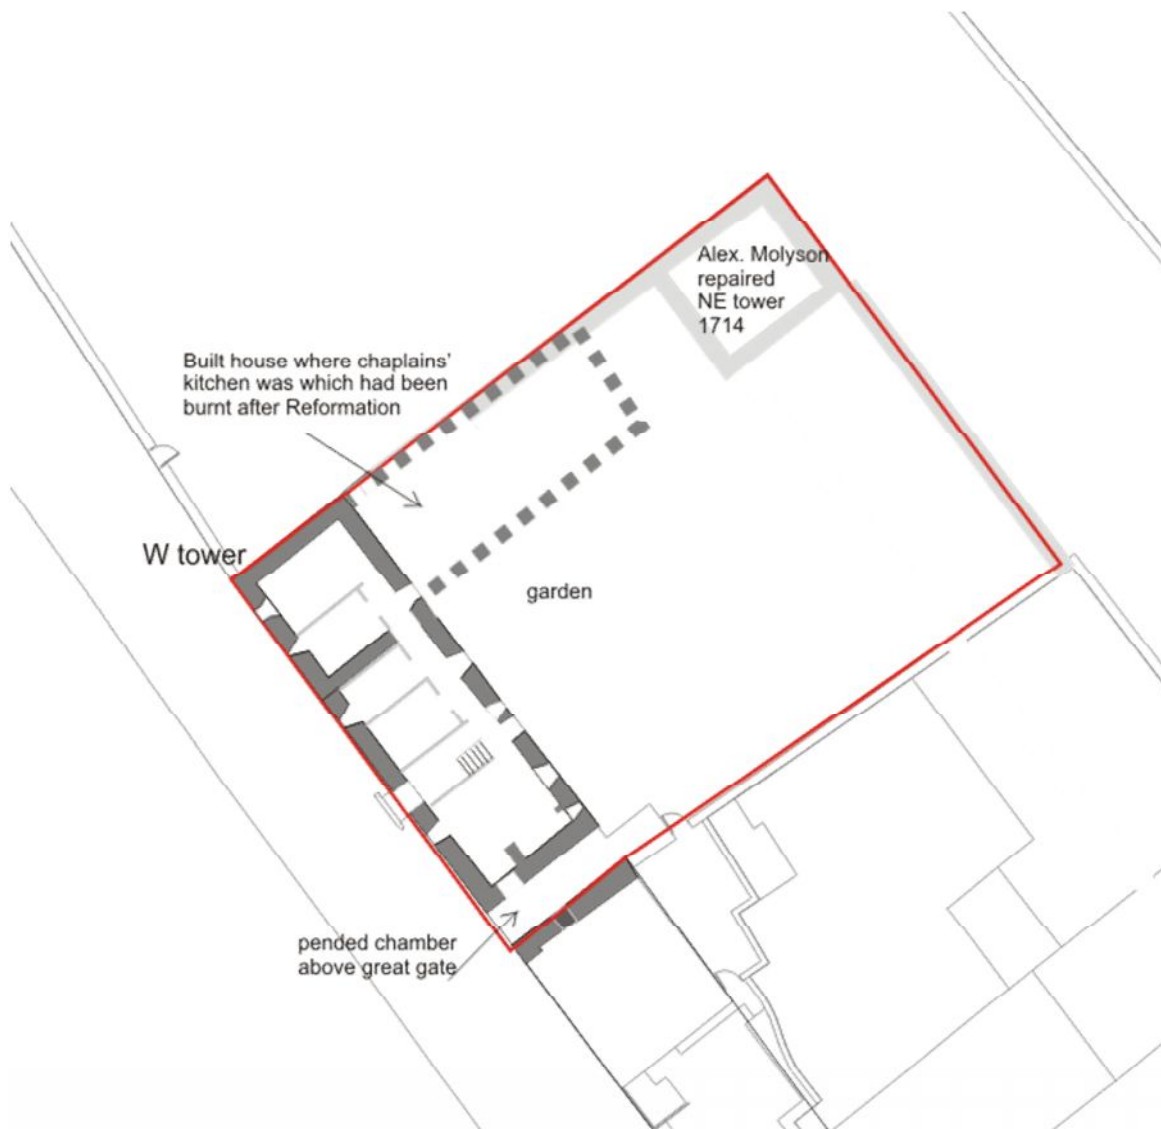 Alex. Molyson
repaired
NE tower
1714
Built house where chaplains'
kitchen was which had been
burnt after Reformation
W tower
garden
pended chamber
above great gate